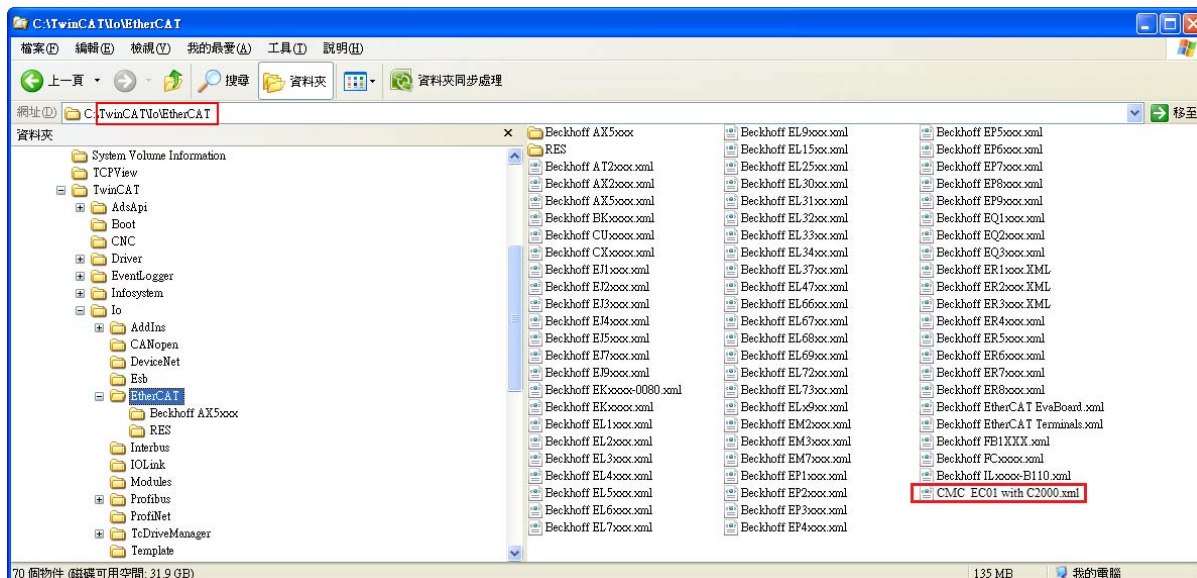 C:\TwinCAT\Io\EtherCAT
檔案(F) 編輯(E) 檢視(V) 我的最愛(A) 工具(T) 說明(H)
上一頁 搜尋 資料夾 資料夾同步處理
網址(D) C:\TwinCAT\Io\EtherCAT 移至
資料夾
System Volume Information
TCPView
TwinCAT
AdsApi
Boot
CNC
Driver
EventLogger
Infosystem
Io
AddIns
CANopen
DeviceNet
Esb
EtherCAT
Beckhoff AX5xxx
RES
Interbus
IOLink
Modules
Profibus
ProfiNet
TcDriveManager
Template
Beckhoff AX5xxx
RES
Beckhoff AT2xxx.xml
Beckhoff AX2xxx.xml
Beckhoff AX5xxx.xml
Beckhoff BKxxxx.xml
Beckhoff CUxxxx.xml
Beckhoff CXxxxx.xml
Beckhoff EJ1xxx.xml
Beckhoff EJ2xxx.xml
Beckhoff EJ3xxx.xml
Beckhoff EJ4xxx.xml
Beckhoff EJ5xxx.xml
Beckhoff EJ7xxx.xml
Beckhoff EJ9xxx.xml
Beckhoff EKxxxx-0080.xml
Beckhoff EKxxxx.xml
Beckhoff EL1xxx.xml
Beckhoff EL2xxx.xml
Beckhoff EL3xxx.xml
Beckhoff EL4xxx.xml
Beckhoff EL5xxx.xml
Beckhoff EL6xxx.xml
Beckhoff EL7xxx.xml
Beckhoff EL9xxx.xml
Beckhoff EL15xx.xml
Beckhoff EL25xx.xml
Beckhoff EL30xx.xml
Beckhoff EL31xx.xml
Beckhoff EL32xx.xml
Beckhoff EL33xx.xml
Beckhoff EL34xx.xml
Beckhoff EL37xx.xml
Beckhoff EL47xx.xml
Beckhoff EL66xx.xml
Beckhoff EL67xx.xml
Beckhoff EL68xx.xml
Beckhoff EL69xx.xml
Beckhoff EL72xx.xml
Beckhoff EL73xx.xml
Beckhoff ELx9xx.xml
Beckhoff EM2xxx.xml
Beckhoff EM3xxx.xml
Beckhoff EM7xxx.xml
Beckhoff EP1xxx.xml
Beckhoff EP2xxx.xml
Beckhoff EP3xxx.xml
Beckhoff EP4xxx.xml
Beckhoff EP5xxx.xml
Beckhoff EP6xxx.xml
Beckhoff EP7xxx.xml
Beckhoff EP8xxx.xml
Beckhoff EP9xxx.xml
Beckhoff EQ1xxx.xml
Beckhoff EQ2xxx.xml
Beckhoff EQ3xxx.xml
Beckhoff ER1xxx.XML
Beckhoff ER2xxx.XML
Beckhoff ER3xxx.XML
Beckhoff ER4xxx.xml
Beckhoff ER5xxx.xml
Beckhoff ER6xxx.xml
Beckhoff ER7xxx.xml
Beckhoff ER8xxx.xml
Beckhoff EtherCAT EvaBoard.xml
Beckhoff EtherCAT Terminals.xml
Beckhoff FB1XXX.xml
Beckhoff FCxxxx.xml
Beckhoff ILxxxx-B110.xml
CMC_EC01 with C2000.xml
70 個物件 (磁碟可用空間: 31.9 GB) 135 MB 我的電腦